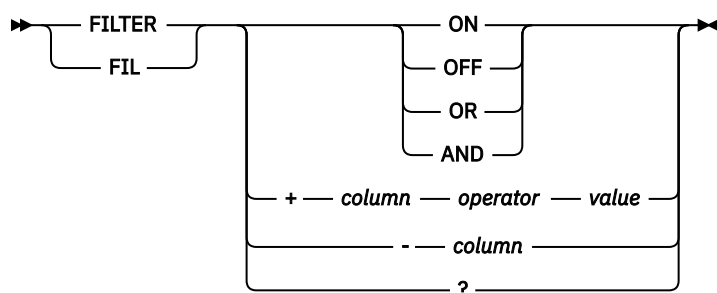 FILTER ON
FIL OFF
OR
AND
+ column operator value
- column
?